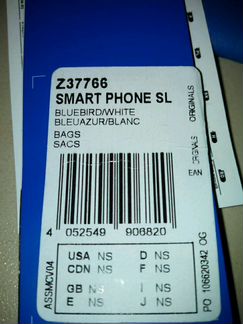 Z37766
SMART PHONE SL
BLUEBIRD/WHITE
BLEUAZUR/BLANC
BAGS
SACS
4 052549 906820
USA NS D NS
CDN NS F NS
GB NS I NS
E NS J NS
ASSMCV04
ORIGINALS
EAN
PO 106620342 OG